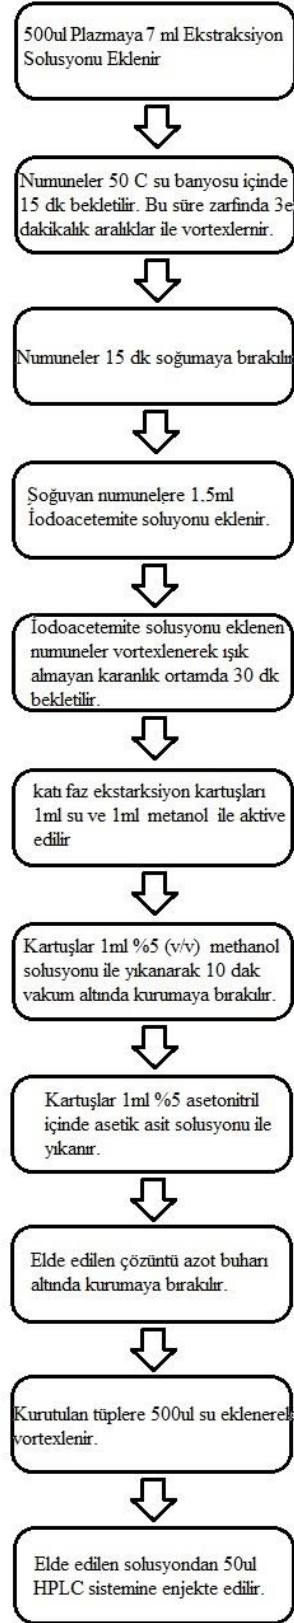 500ul Plazmaya 7 ml Ekstraksiyon
Solusyonu Eklenir
Numuneler 50 C su banyosu içinde
15 dk bekletilir. Bu süre zarfinda 3e
dakikalık aralıklar ile vortexlernir.
Numuneler 15 dk soğumaya bırakılır
Şoğuvan numunelere 1.5ml
İodoacetemite soluyonu eklenir.
İodoacetemite solusyonu eklenen
numuneler vortexlenerek ışık
almayan karanlık ortamda 30 dk
bekletilir.
katı faz ekstarksiyon kartuşları
1ml su ve 1ml metanol ile aktive
edilir
Kartuşlar 1ml %5 (v/v) methanol
solusyonu ile yıkanarak 10 dak
vakum altında kurumaya bırakılır.
Kartuşlar 1ml %5 asetonitril
içinde asetik asit solusyonu ile
yıkanır.
Elde edilen çözüntü azot buharı
altında kurumaya bırakılır.
Kurutulan tüplere 500ul su eklenerek
vortexlenir.
Elde edilen solusyondan 50ul
HPLC sistemine enjekte edilir.